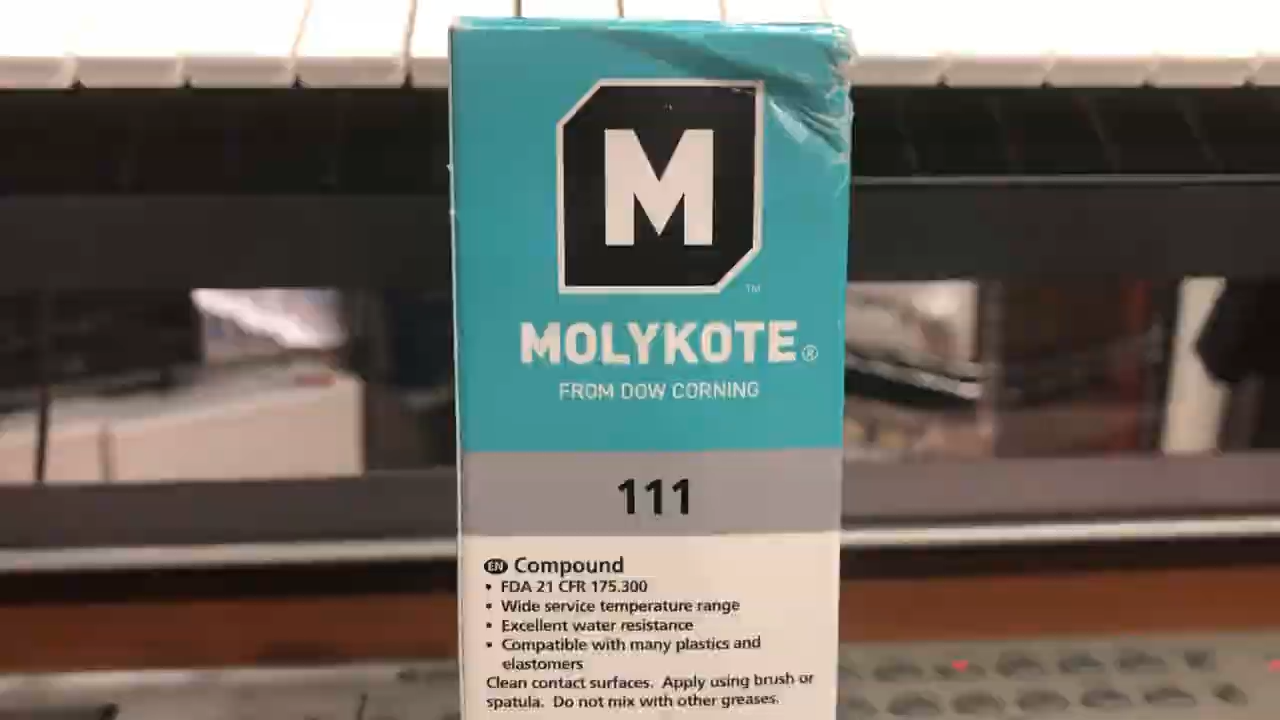 M
™
MOLYKOTE®
FROM DOW CORNING
111
EN Compound
• FDA 21 CFR 175.300
• Wide service temperature range
• Excellent water resistance
• Compatible with many plastics and
elastomers
Clean contact surfaces. Apply using brush or
spatula. Do not mix with other greases.